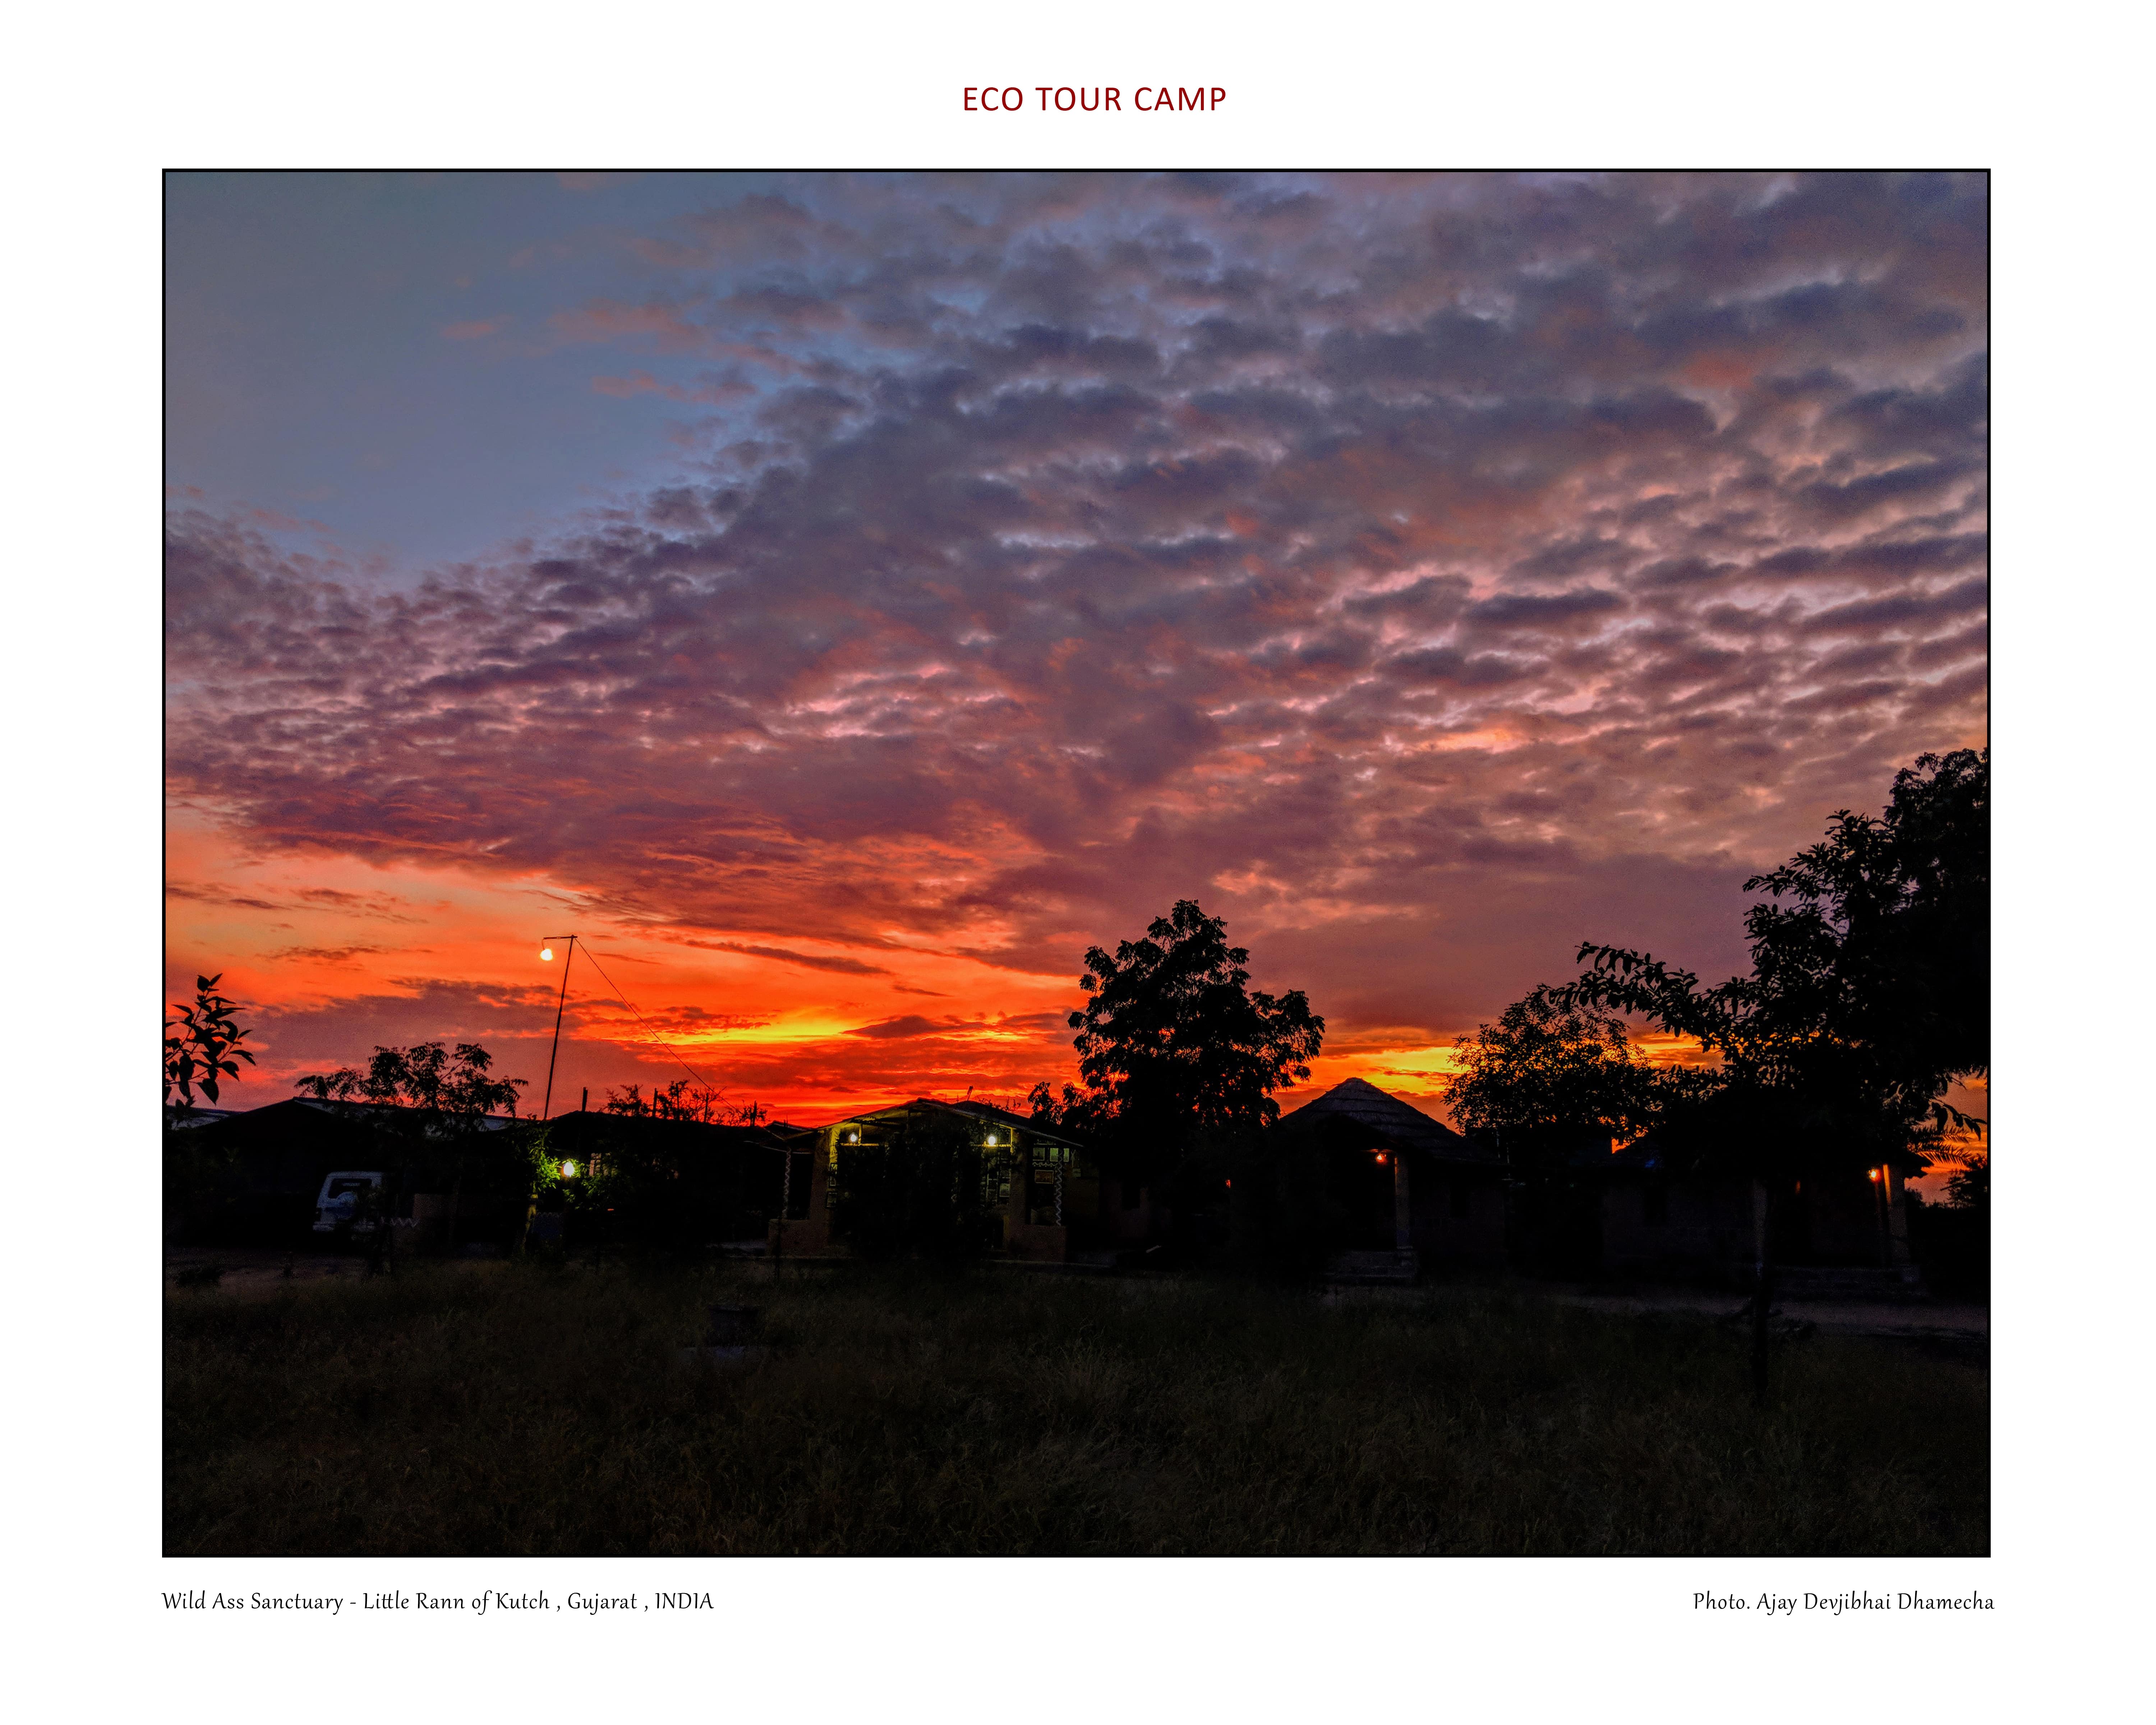 ECO TOUR CAMP
Wild Ass Sanctuary - Little Rann of Kutch , Gujarat , INDIA
Photo. Ajay Devjibhai Dhamecha